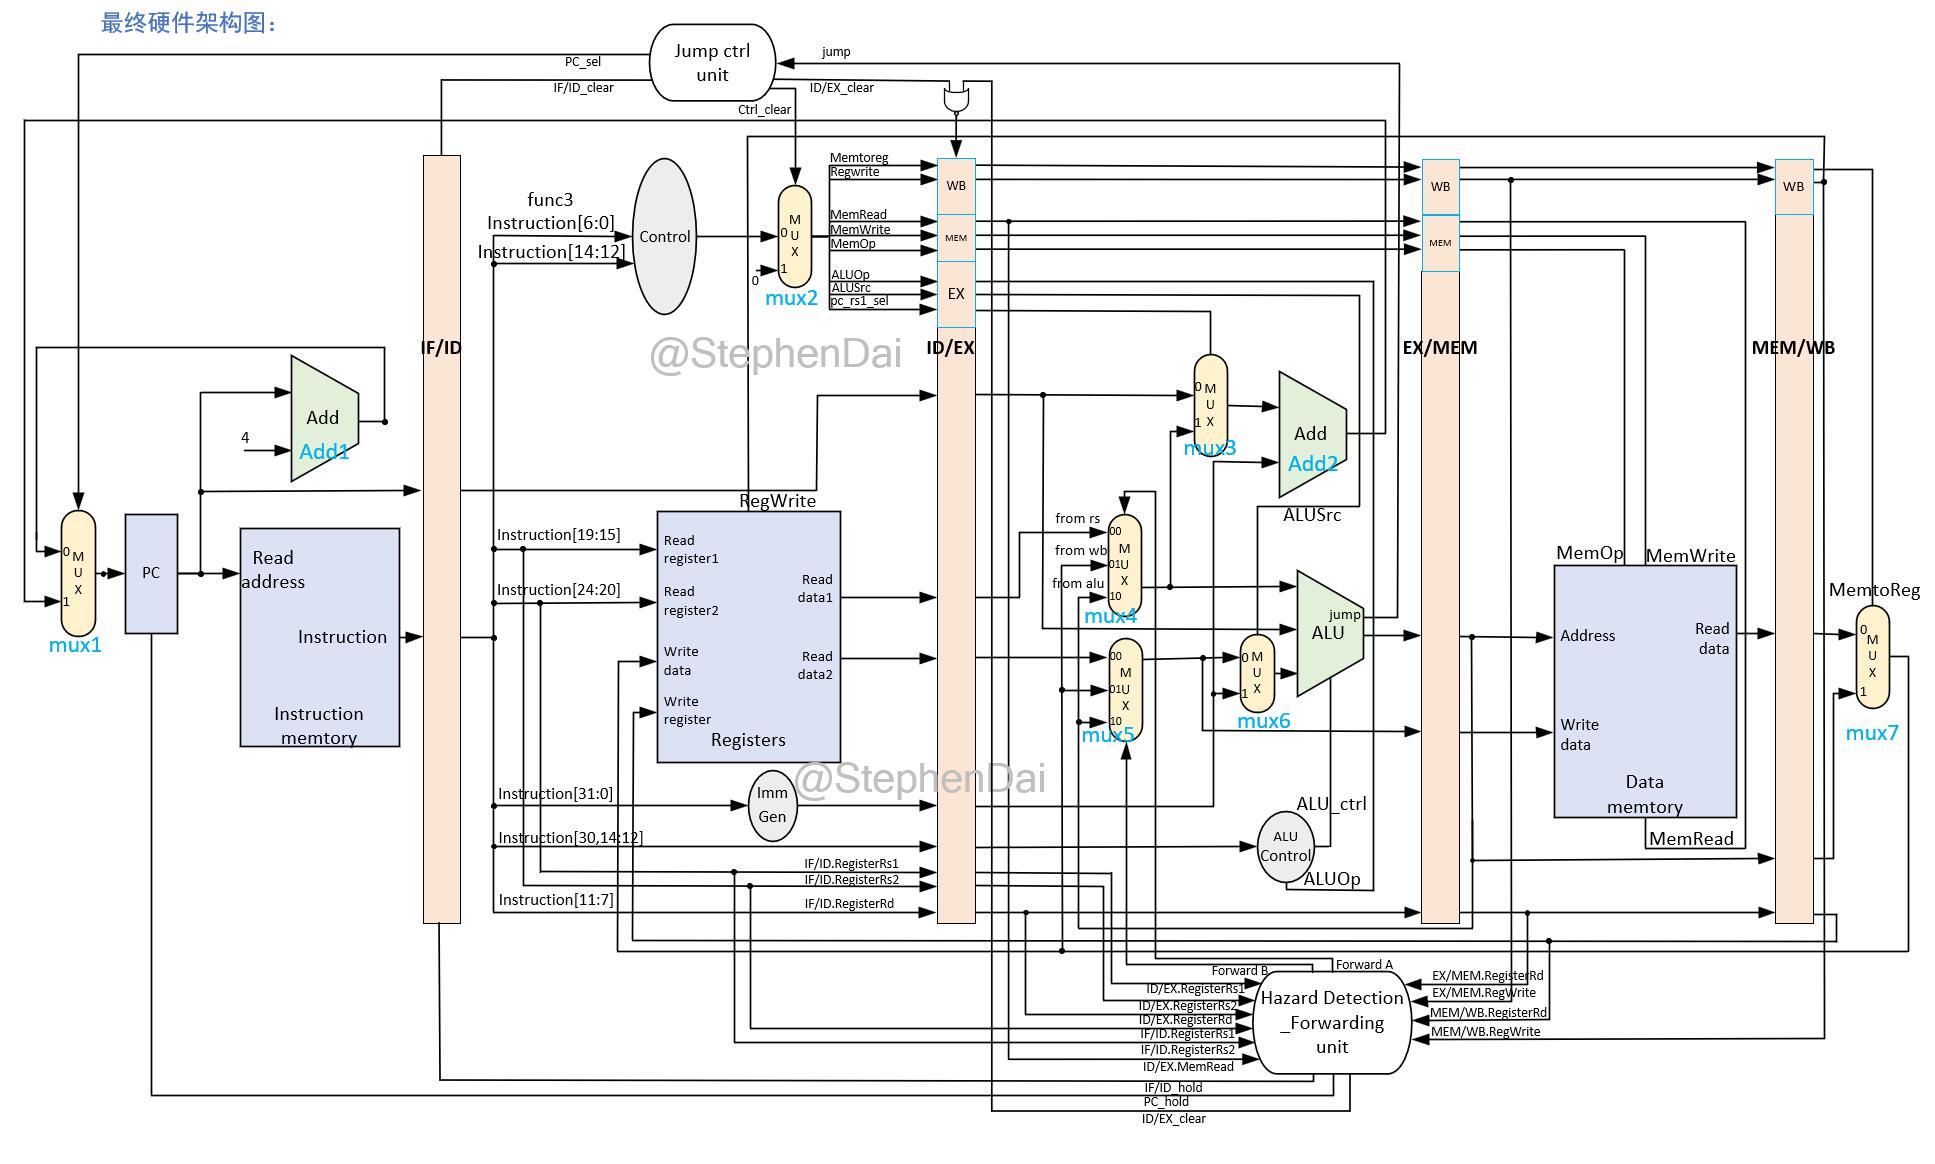 最终硬件架构图：
Jump ctrl
unit
jump
PC_sel
IF/ID_clear
ID/EX_clear
Ctrl_clear
func3
Instruction[6:0]
Instruction[14:12]
Control
0
M
U
X
0
1
mux2
Memtoreg
Regwrite
MemRead
MemWrite
MemOp
ALUOp
ALUSrc
pc_rs1_sel
WB
MEM
EX
WB
MEM
WB
IF/ID
ID/EX
EX/MEM
MEM/WB
@StephenDai
Add
Add1
4
0
M
U
X
1
mux1
PC
Read
address
Instruction
Instruction
memtory
RegWrite
Instruction[19:15]
Instruction[24:20]
Read
register1
Read
register2
Write
data
Write
register
Read
data1
Read
data2
Registers
0
M
U
X
1
mux3
Add
Add2
ALUSrc
from rs
from wb
from alu
00
01
10
M
U
X
mux4
00
01
10
M
U
X
mux5
0
M
U
X
1
mux6
jump
ALU
MemOp
MemWrite
Address
Read
data
Write
data
Data
memtory
MemRead
MemtoReg
0
M
U
X
1
mux7
@StephenDai
Instruction[31:0]
Imm
Gen
Instruction[30,14:12]
ALU_ctrl
ALU
Control
ALUOp
IF/ID.RegisterRs1
IF/ID.RegisterRs2
Instruction[11:7]
IF/ID.RegisterRd
Forward B
Forward A
ID/EX.RegisterRs1
ID/EX.RegisterRs2
ID/EX.RegisterRd
IF/ID.RegisterRs1
IF/ID.RegisterRs2
ID/EX.MemRead
Hazard Detection
_Forwarding
unit
EX/MEM.RegisterRd
EX/MEM.RegWrite
MEM/WB.RegisterRd
MEM/WB.RegWrite
IF/ID_hold
PC_hold
ID/EX_clear